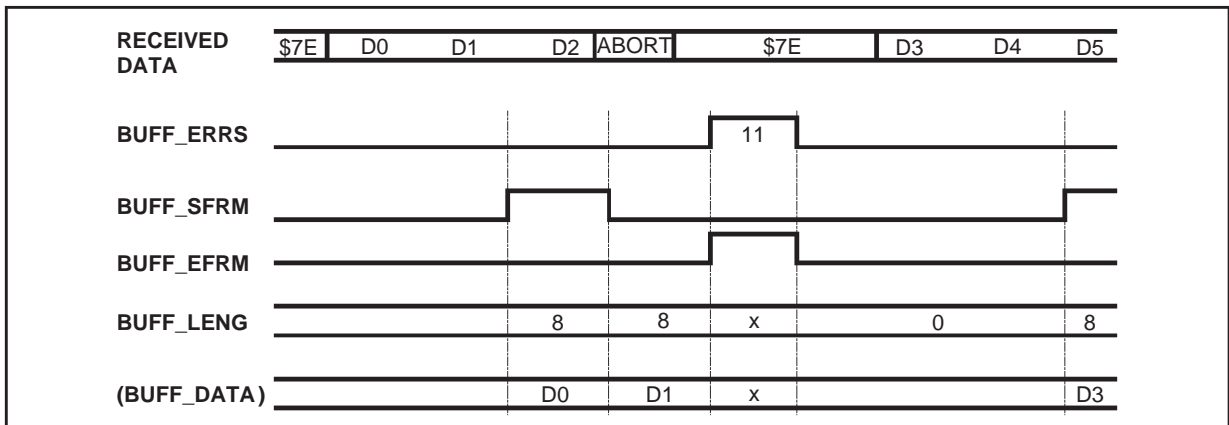 RECEIVED DATA $7E D0 D1 D2 ABORT $7E D3 D4 D5
BUFF_ERRS 11
BUFF_SFRM
BUFF_EFRM
BUFF_LENG 8 8 x 0 8
(BUFF_DATA) D0 D1 x D3